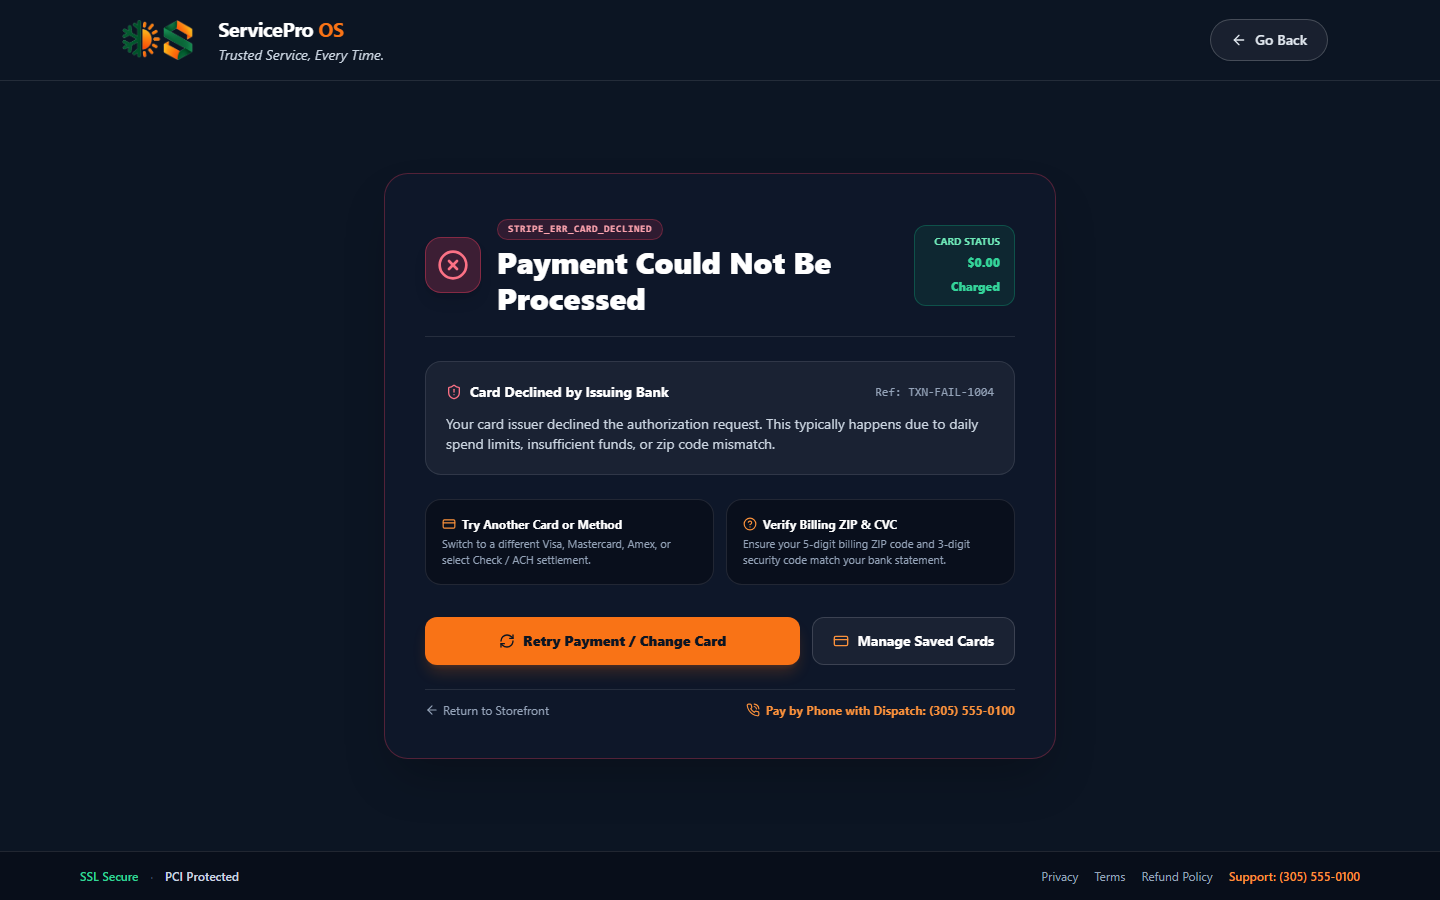 ServicePro OS
Trusted Service, Every Time.
Go Back
STRIPE_ERR_CARD_DECLINED
Payment Could Not Be
Processed
CARD STATUS
$0.00
Charged
Card Declined by Issuing Bank
Ref: TXN-FAIL-1004
Your card issuer declined the authorization request. This typically happens due to daily
spend limits, insufficient funds, or zip code mismatch.
Try Another Card or Method
Switch to a different Visa, Mastercard, Amex, or
select Check / ACH settlement.
Verify Billing ZIP & CVC
Ensure your 5-digit billing ZIP code and 3-digit
security code match your bank statement.
Retry Payment / Change Card
Manage Saved Cards
Return to Storefront
Pay by Phone with Dispatch: (305) 555-0100
SSL Secure · PCI Protected
Privacy Terms Refund Policy Support: (305) 555-0100